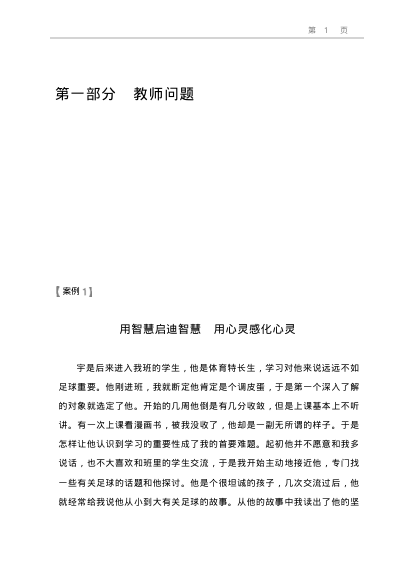 第 1 页
第一部分 教师问题
【案例 1】
用智慧启迪智慧 用心灵感化心灵
宇是后来进入我班的学生，他是体育特长生，学习对他来说远远不如
足球重要。他刚进班，我就断定他肯定是个调皮蛋，于是第一个深入了解
的对象就选定了他。开始的几周他倒是有几分收敛，但是上课基本上不听
讲。有一次上课看漫画书，被我没收了，他却是一副无所谓的样子。于是
怎样让他认识到学习的重要性成了我的首要难题。起初他并不愿意和我多
说话，也不大喜欢和班里的学生交流，于是我开始主动地接近他，专门找
一些有关足球的话题和他探讨。他是个很坦诚的孩子，几次交流过后，他
就经常给我说他从小到大有关足球的故事。从他的故事中我读出了他的坚